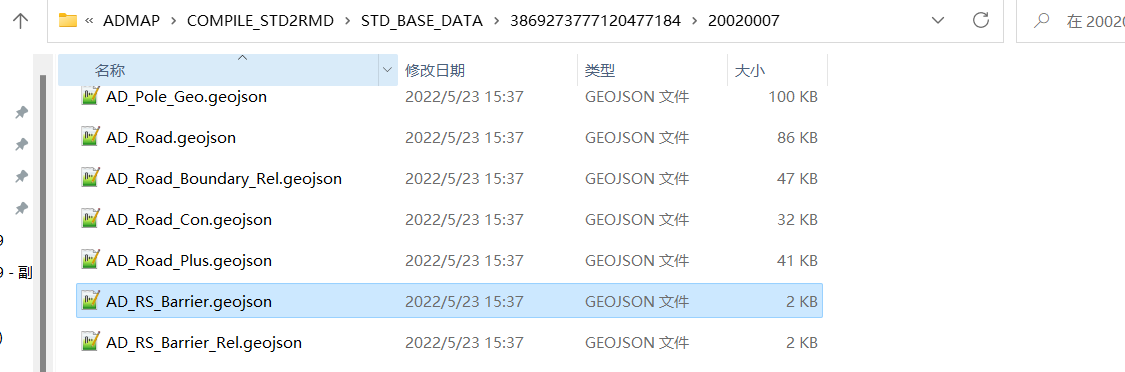 « ADMAP > COMPILE_STD2RMD > STD_BASE_DATA > 3869273777120477184 > 20020007 在 20020
名称 修改日期 类型 大小
AD_Pole_Geo.geojson 2022/5/23 15:37 GEOJSON 文件 100 KB
AD_Road.geojson 2022/5/23 15:37 GEOJSON 文件 86 KB
AD_Road_Boundary_Rel.geojson 2022/5/23 15:37 GEOJSON 文件 47 KB
AD_Road_Con.geojson 2022/5/23 15:37 GEOJSON 文件 32 KB
9 AD_Road_Plus.geojson 2022/5/23 15:37 GEOJSON 文件 41 KB
9 - 副 AD_RS_Barrier.geojson 2022/5/23 15:37 GEOJSON 文件 2 KB
) AD_RS_Barrier_Rel.geojson 2022/5/23 15:37 GEOJSON 文件 2 KB